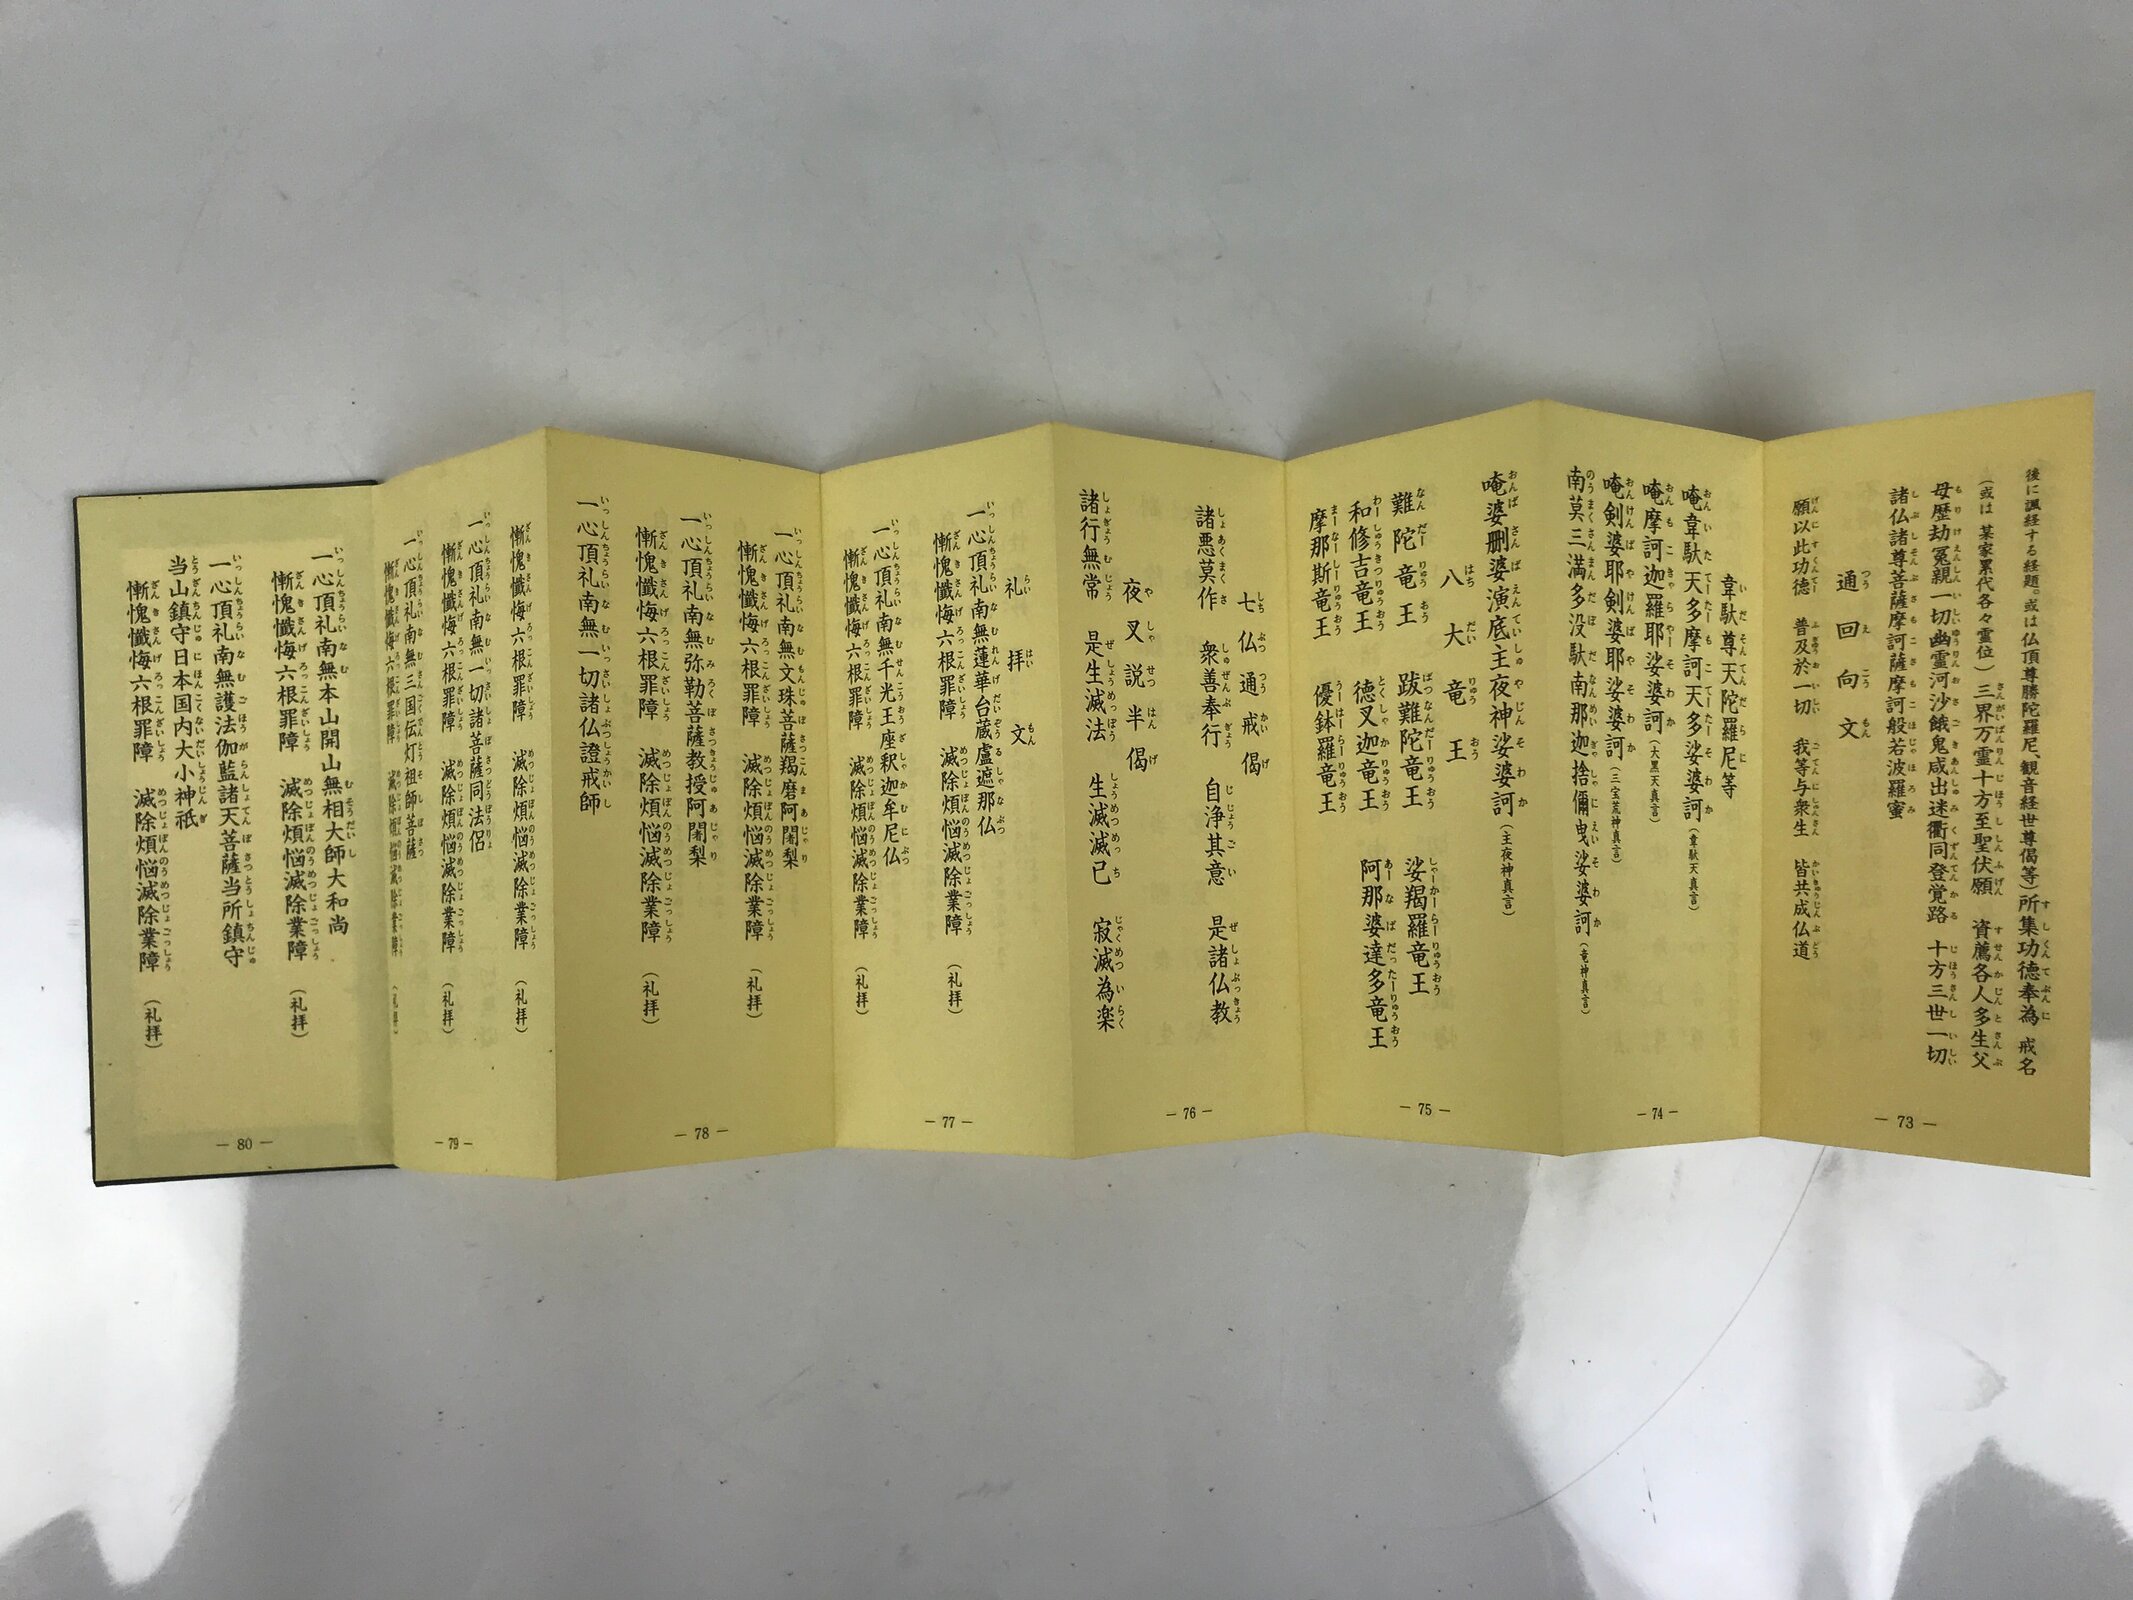 後に諷経する経題。或は仏頂尊勝陀羅尼、観音経世尊偈等）所集功徳奉為 戒名
（或は 某家累代各々霊位）三界万霊十方至聖伏願 資薦各人多生父
母歴劫冤親一切幽霊河沙餓鬼咸出迷衢同登覚路 十方三世一切
諸仏諸尊菩薩摩訶薩摩訶般若波羅蜜
通回向文
願以此功徳 普及於一切 我等与衆生 皆共成仏道
― 73 ―
韋駄尊天陀羅尼等
唵韋駄天多摩訶天多娑婆訶（韋駄天真言）
唵摩訶迦羅耶娑婆訶（大黒天真言）
唵剣婆耶剣婆耶娑婆訶（三宝荒神真言）
南莫三満多没駄南那迦捨儞曳娑婆訶（竜神真言）
― 74 ―
唵婆删婆演底主夜神娑婆訶（主夜神真言）
八大竜王
難陀竜王 跋難陀竜王 娑羯羅竜王
和修吉竜王 徳叉迦竜王 阿那婆達多竜王
摩那斯竜王 優鉢羅竜王
― 75 ―
七仏通戒偈
諸悪莫作 衆善奉行 自浄其意 是諸仏教
夜叉説半偈
諸行無常 是生滅法 生滅滅已 寂滅為楽
― 76 ―
礼拝文
一心頂礼南無蓮華台蔵盧遮那仏
慚愧懺悔六根罪障 滅除煩悩滅除業障（礼拝）
一心頂礼南無千光王座釈迦牟尼仏
慚愧懺悔六根罪障 滅除煩悩滅除業障（礼拝）
― 77 ―
一心頂礼南無文珠菩薩羯磨阿闍梨
慚愧懺悔六根罪障 滅除煩悩滅除業障（礼拝）
一心頂礼南無弥勒菩薩教授阿闍梨
慚愧懺悔六根罪障 滅除煩悩滅除業障（礼拝）
一心頂礼南無一切諸仏證戒師
― 78 ―
慚愧懺悔六根罪障 滅除煩悩滅除業障（礼拝）
一心頂礼南無一切諸菩薩同法侶
慚愧懺悔六根罪障 滅除煩悩滅除業障（礼拝）
一心頂礼南無三国伝灯祖師菩薩
慚愧懺悔六根罪障 滅除煩悩滅除業障（礼拝）
― 79 ―
一心頂礼南無本山開山無相大師大和尚
慚愧懺悔六根罪障 滅除煩悩滅除業障（礼拝）
一心頂礼南無護法伽藍諸天菩薩当所鎮守
当山鎮守日本国内大小神祇
慚愧懺悔六根罪障 滅除煩悩滅除業障（礼拝）
― 80 ―